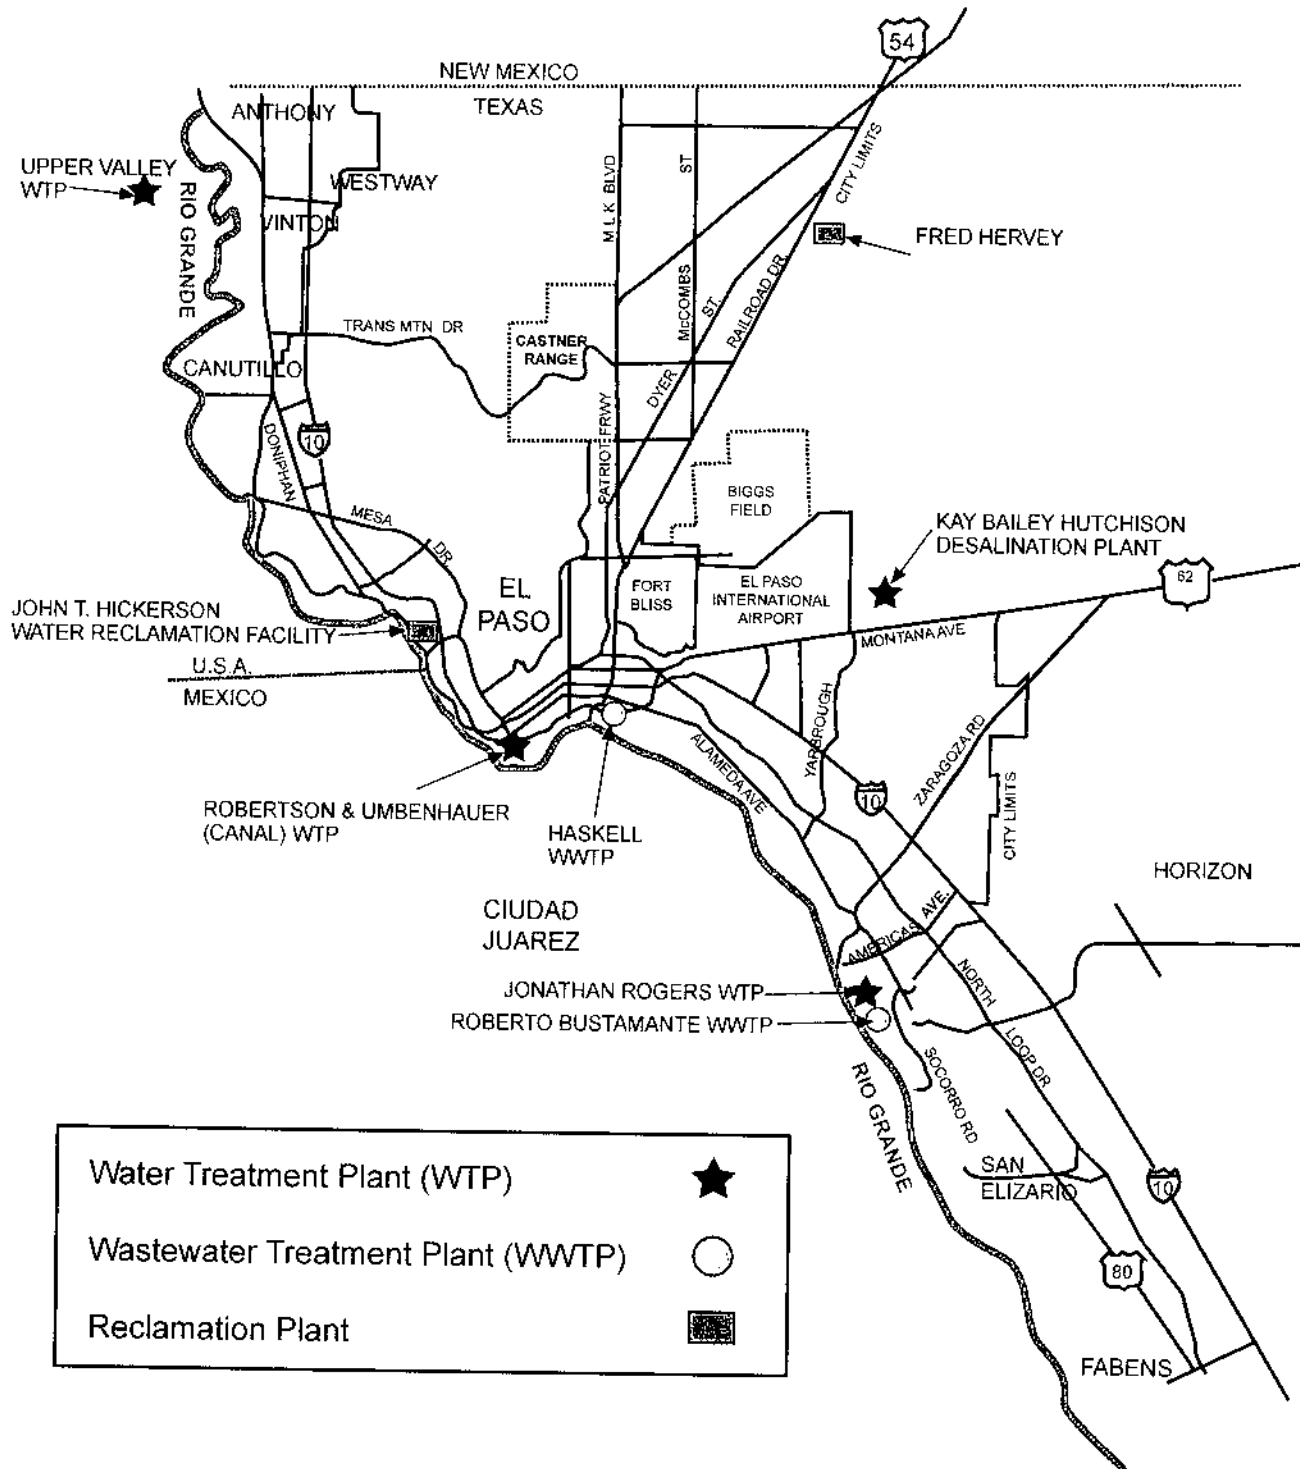 54
NEW MEXICO
TEXAS
ANTHONY
UPPER VALLEY
WTP
WESTWAY
RIO GRANDE
VINTON
M L K BLVD
ST
CITY LIMITS
FRED HERVEY
McCOMBS
ST.
RAILROAD DR.
TRANS MTN DR
CASTNER
RANGE
CANUTILLO
DYER
10
DONIPHAN
PATRIOT FRWY
MESA
DR
BIGGS
FIELD
KAY BAILEY HUTCHISON
DESALINATION PLANT
62
EL
PASO
FORT
BLISS
EL PASO
INTERNATIONAL
AIRPORT
JOHN T. HICKERSON
WATER RECLAMATION FACILITY
MONTANA AVE
U.S.A.
MEXICO
YARBROUGH
ZARAGOZA RD
ALAMEDA AVE
10
CITY LIMITS
ROBERTSON & UMBENHAUER
(CANAL) WTP
HASKELL
WWTP
HORIZON
CIUDAD
JUAREZ
AMERICAS AVE.
JONATHAN ROGERS WTP
ROBERTO BUSTAMANTE WWTP
NORTH
LOOP DR
SOCORRO RD
RIO GRANDE
SAN
ELIZARIO
10
80
FABENS
Water Treatment Plant (WTP)
Wastewater Treatment Plant (WWTP)
Reclamation Plant